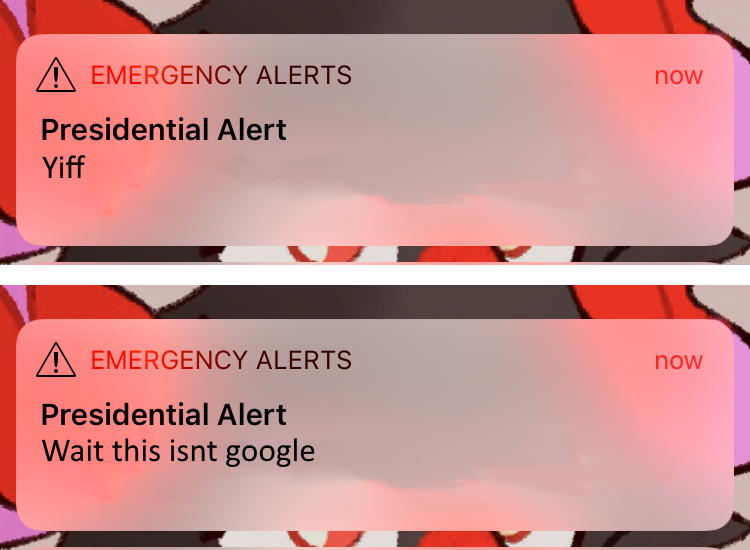 EMERGENCY ALERTS now
Presidential Alert
Yiff
EMERGENCY ALERTS now
Presidential Alert
Wait this isnt google